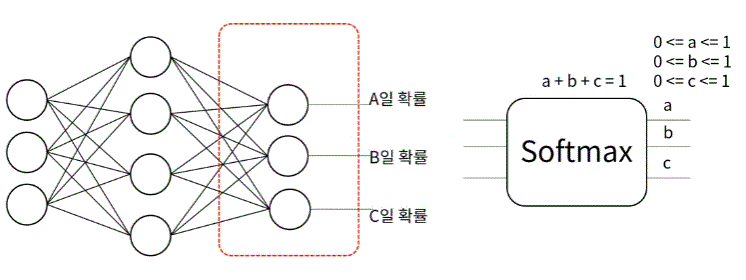 A일 확률
B일 확률
C일 확률
0 <= a <= 1
0 <= b <= 1
a + b + c = 1
0 <= c <= 1
Softmax
a
b
c